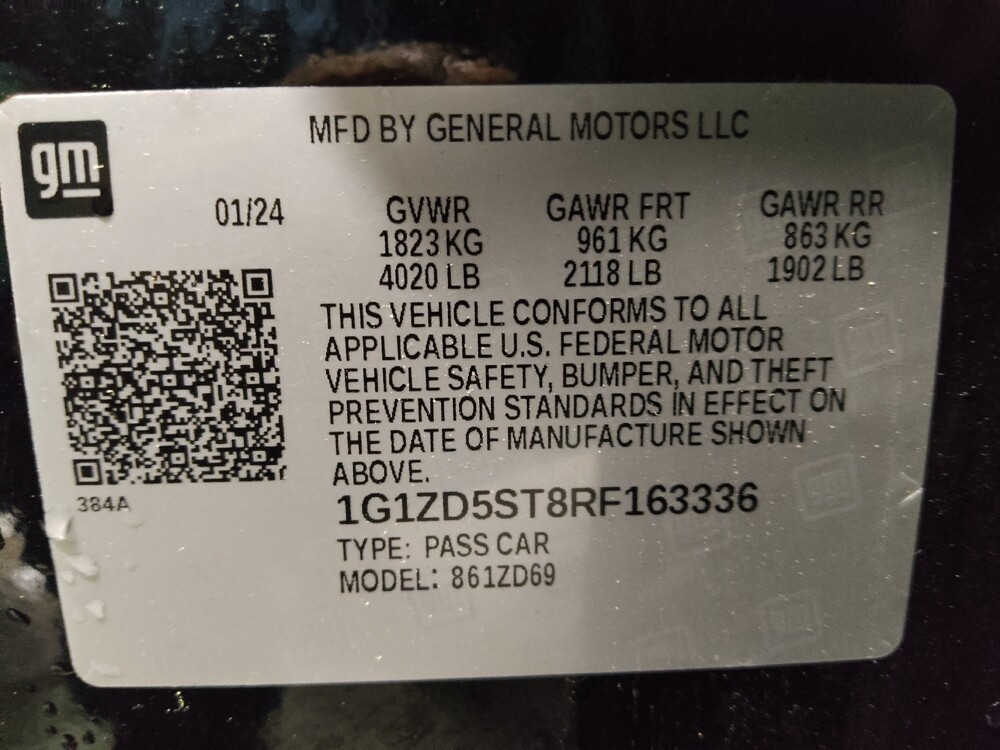 gm
MFD BY GENERAL MOTORS LLC
01/24 GVWR GAWR FRT GAWR RR
1823 KG 961 KG 863 KG
4020 LB 2118 LB 1902 LB
THIS VEHICLE CONFORMS TO ALL
APPLICABLE U.S. FEDERAL MOTOR
VEHICLE SAFETY, BUMPER, AND THEFT
PREVENTION STANDARDS IN EFFECT ON
THE DATE OF MANUFACTURE SHOWN
ABOVE.
384A
1G1ZD5ST8RF163336
TYPE: PASS CAR
MODEL: 861ZD69